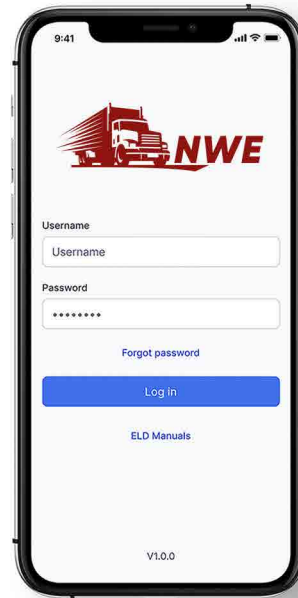 9:41
NWE
Username
Username
Password
••••••••
Forgot password
Log in
ELD Manuals
V1.0.0